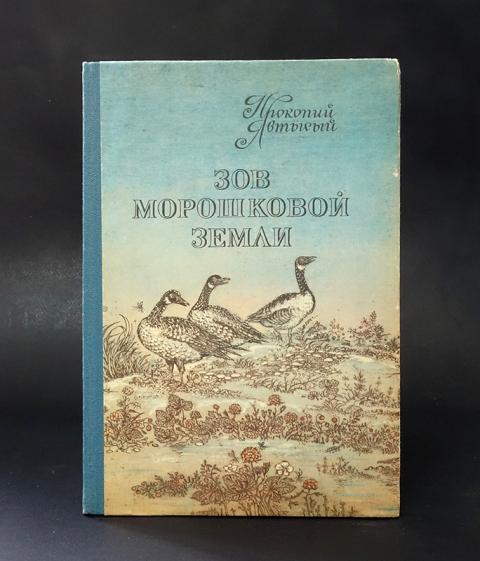 Прокопий
Явтысый
ЗОВ
МОРОШКОВОЙ
ЗЕМЛИ